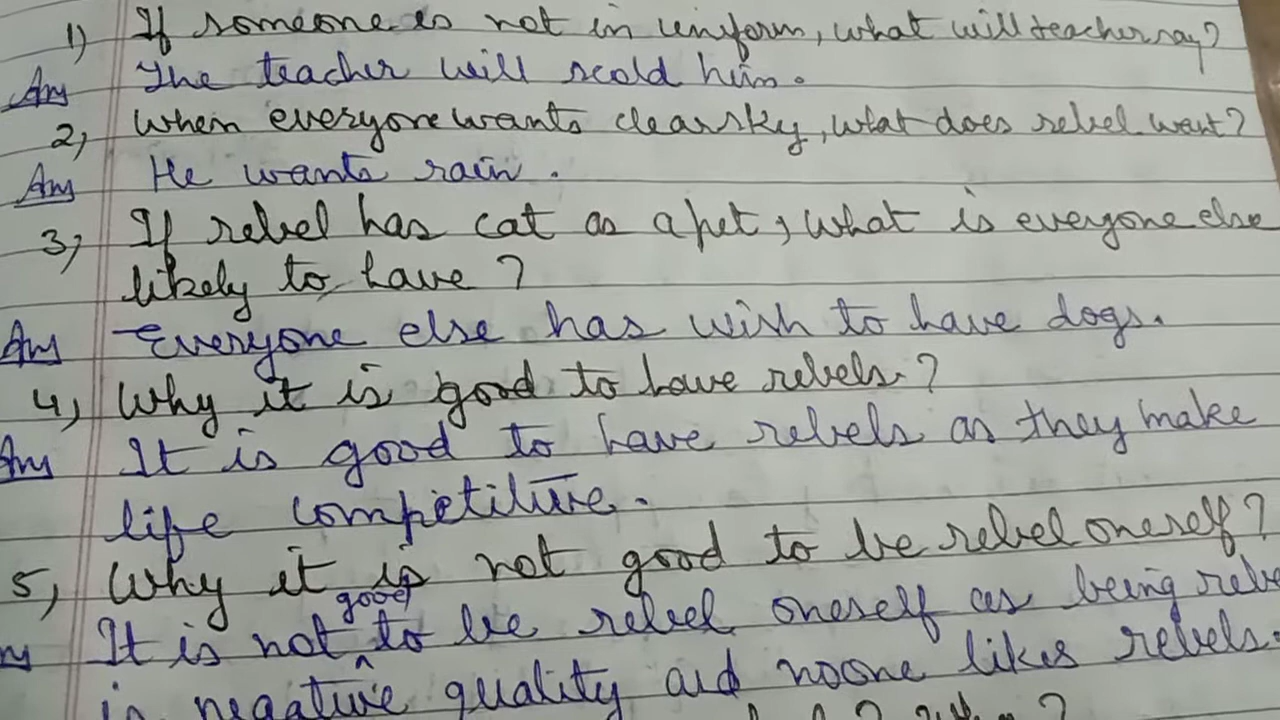 1) If someone is not in uniform, what will teacher say?
Ans The teacher will scold him.
2) When everyone wants clear sky, what does rebel want?
Ans He wants rain.
3) If rebel has cat as a pet, what is everyone else
likely to have?
Ans Everyone else has wish to have dogs.
4) Why it is good to have rebels?
Ans It is good to have rebels as they make
life competitive.
5) Why it is not good to be rebel oneself?
It is not good to be rebel oneself as being
is negative quality and noone likes rebels.